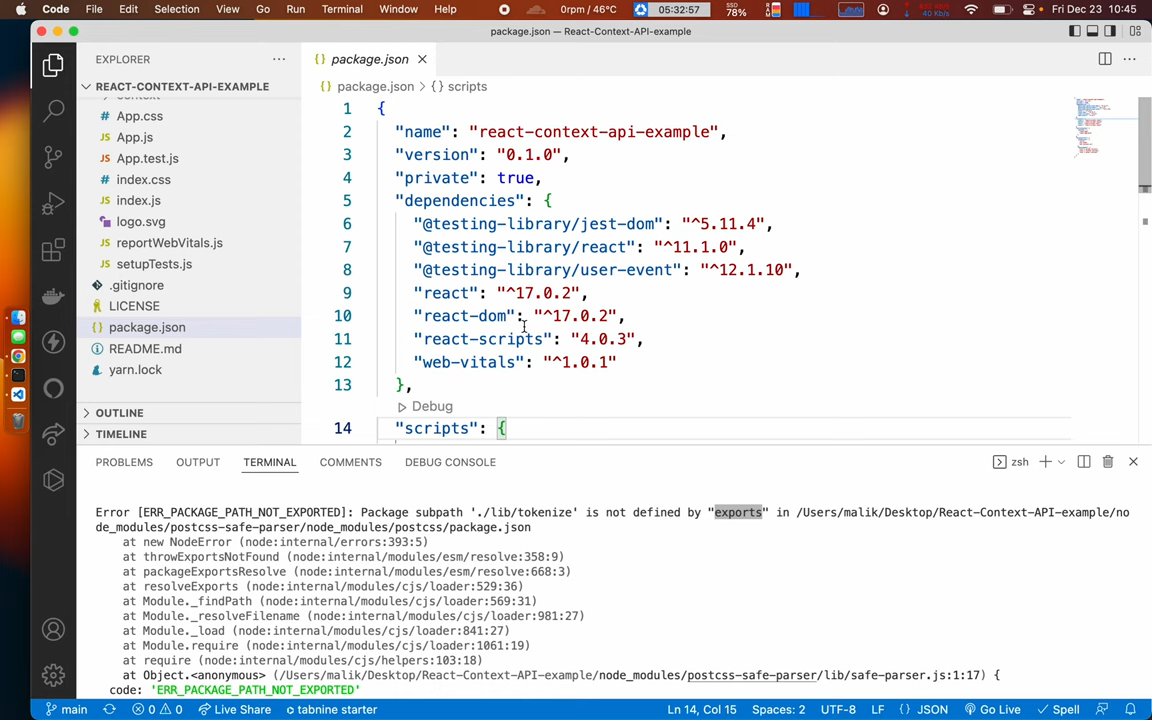 Code File Edit Selection View Go Run Terminal Window Help 0rpm / 46°C 05:32:57 SSD 78% Fri Dec 23 10:45
package.json — React-Context-API-example
EXPLORER
REACT-CONTEXT-API-EXAMPLE
context
App.css
JS App.js
JS App.test.js
index.css
JS index.js
logo.svg
JS reportWebVitals.js
JS setupTests.js
.gitignore
LICENSE
{} package.json
README.md
yarn.lock
OUTLINE
TIMELINE
{} package.json
{} package.json > {} scripts
1 {
2 "name": "react-context-api-example",
3 "version": "0.1.0",
4 "private": true,
5 "dependencies": {
6 "@testing-library/jest-dom": "^5.11.4",
7 "@testing-library/react": "^11.1.0",
8 "@testing-library/user-event": "^12.1.10",
9 "react": "^17.0.2",
10 "react-dom": "^17.0.2",
11 "react-scripts": "4.0.3",
12 "web-vitals": "^1.0.1"
13 },
Debug
14 "scripts": {
PROBLEMS OUTPUT TERMINAL COMMENTS DEBUG CONSOLE zsh
Error [ERR_PACKAGE_PATH_NOT_EXPORTED]: Package subpath './lib/tokenize' is not defined by "exports" in /Users/malik/Desktop/React-Context-API-example/no
de_modules/postcss-safe-parser/node_modules/postcss/package.json
at new NodeError (node:internal/errors:393:5)
at throwExportsNotFound (node:internal/modules/esm/resolve:358:9)
at packageExportsResolve (node:internal/modules/esm/resolve:668:3)
at resolveExports (node:internal/modules/cjs/loader:529:36)
at Module._findPath (node:internal/modules/cjs/loader:569:31)
at Module._resolveFilename (node:internal/modules/cjs/loader:981:27)
at Module._load (node:internal/modules/cjs/loader:841:27)
at Module.require (node:internal/modules/cjs/loader:1061:19)
at require (node:internal/modules/cjs/helpers:103:18)
at Object.<anonymous> (/Users/malik/Desktop/React-Context-API-example/node_modules/postcss-safe-parser/lib/safe-parser.js:1:17) {
code: 'ERR_PACKAGE_PATH_NOT_EXPORTED'
main 0 0 Live Share tabnine starter Ln 14, Col 15 Spaces: 2 UTF-8 LF {} JSON Go Live Spell